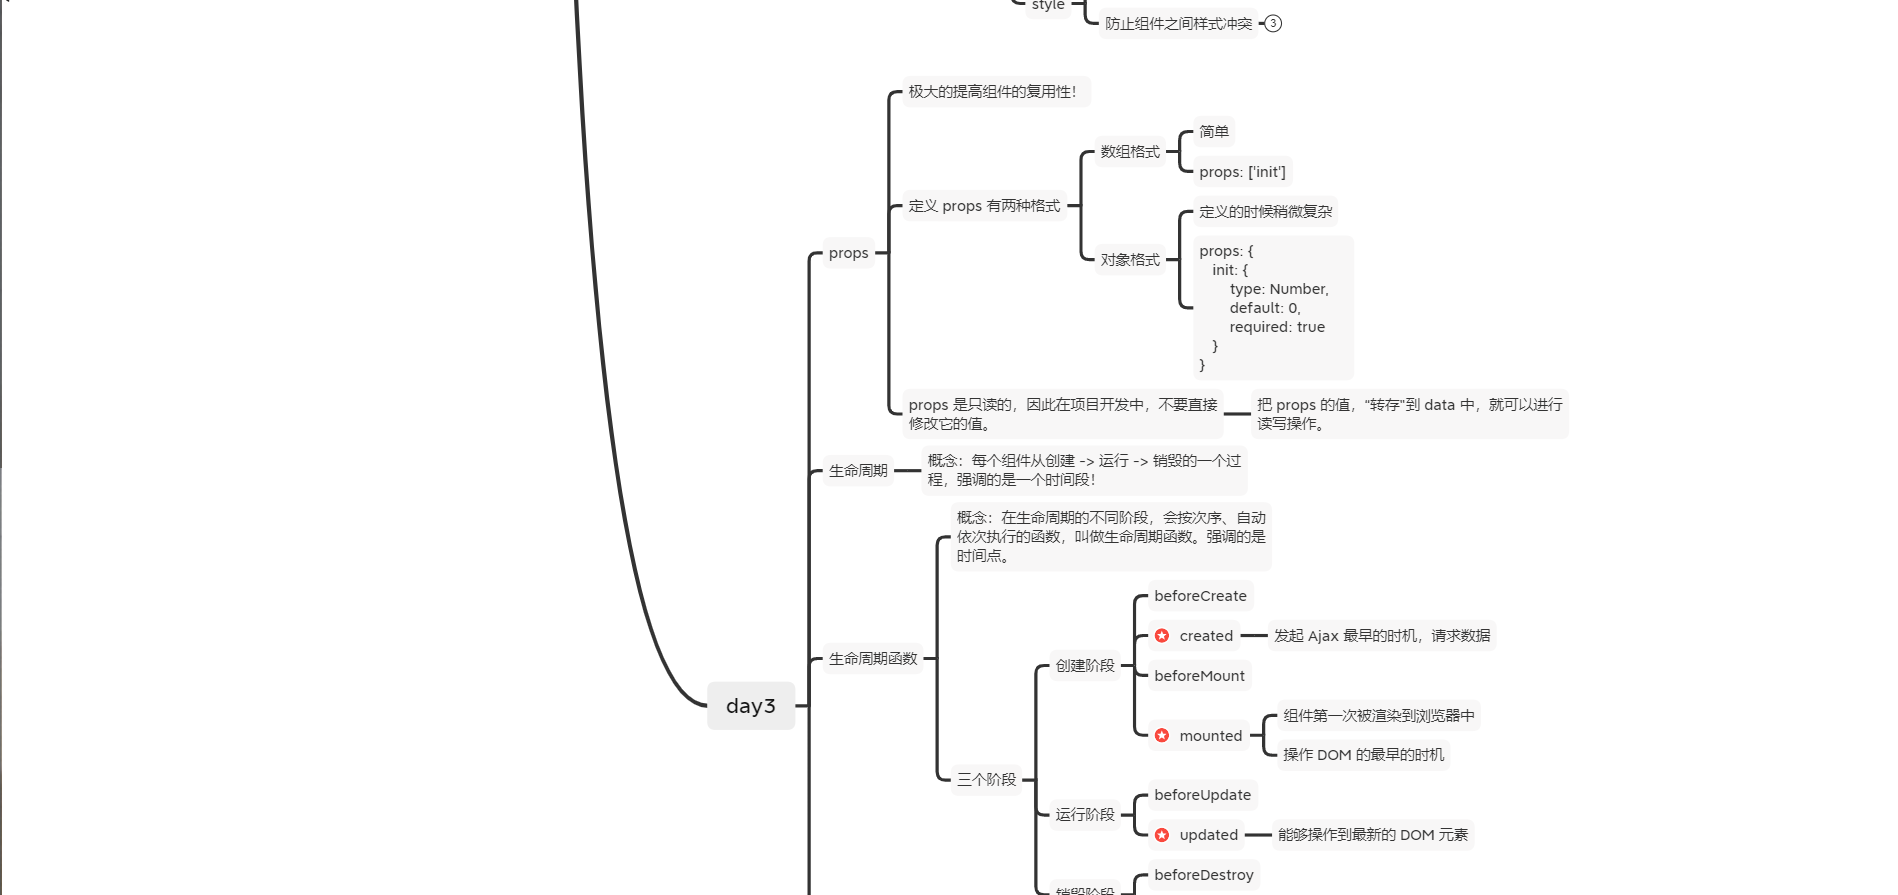 style
防止组件之间样式冲突
3
极大的提高组件的复用性！
定义 props 有两种格式
数组格式
简单
props: ['init']
对象格式
定义的时候稍微复杂
props: {
init: {
type: Number,
default: 0,
required: true
}
}
props
props 是只读的，因此在项目开发中，不要直接
修改它的值。
把 props 的值，“转存”到 data 中，就可以进行
读写操作。
生命周期
概念：每个组件从创建 -> 运行 -> 销毁的一个过
程，强调的是一个时间段！
概念：在生命周期的不同阶段，会按次序、自动
依次执行的函数，叫做生命周期函数。强调的是
时间点。
生命周期函数
day3
三个阶段
创建阶段
beforeCreate
created
发起 Ajax 最早的时机，请求数据
beforeMount
mounted
组件第一次被渲染到浏览器中
操作 DOM 的最早的时机
运行阶段
beforeUpdate
updated
能够操作到最新的 DOM 元素
销毁阶段
beforeDestroy